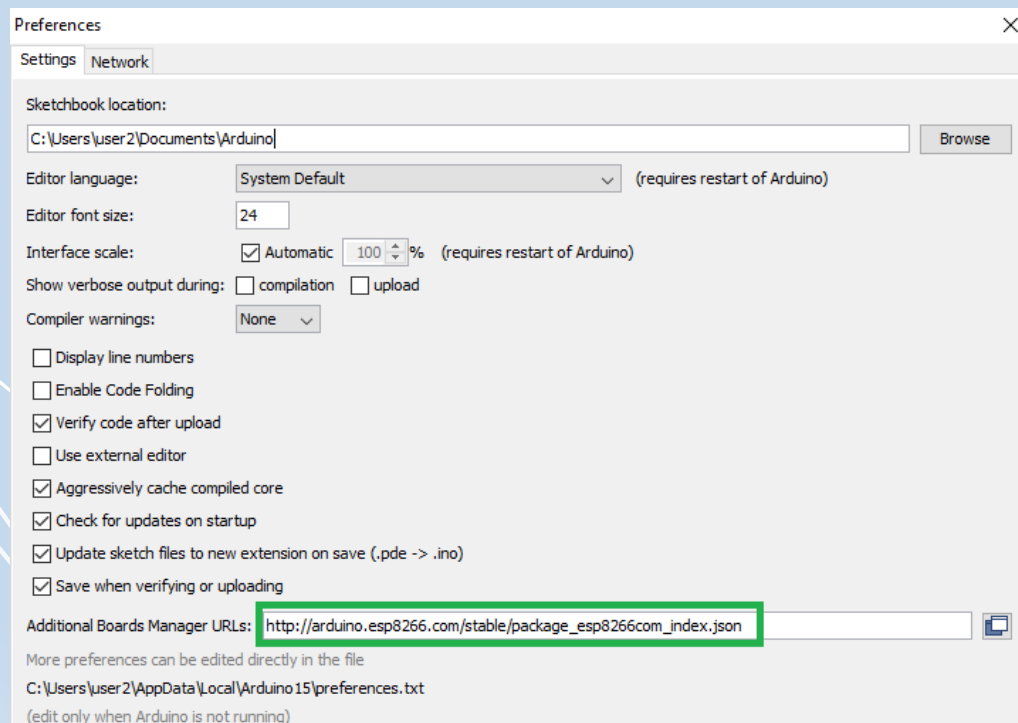 Preferences
Settings Network
Sketchbook location:
C:\Users\user2\Documents\Arduino Browse
Editor language: System Default (requires restart of Arduino)
Editor font size: 24
Interface scale: Automatic 100 % (requires restart of Arduino)
Show verbose output during: compilation upload
Compiler warnings: None
Display line numbers
Enable Code Folding
Verify code after upload
Use external editor
Aggressively cache compiled core
Check for updates on startup
Update sketch files to new extension on save (.pde -> .ino)
Save when verifying or uploading
Additional Boards Manager URLs: http://arduino.esp8266.com/stable/package_esp8266com_index.json
More preferences can be edited directly in the file
C:\Users\user2\AppData\Local\Arduino15\preferences.txt
(edit only when Arduino is not running)